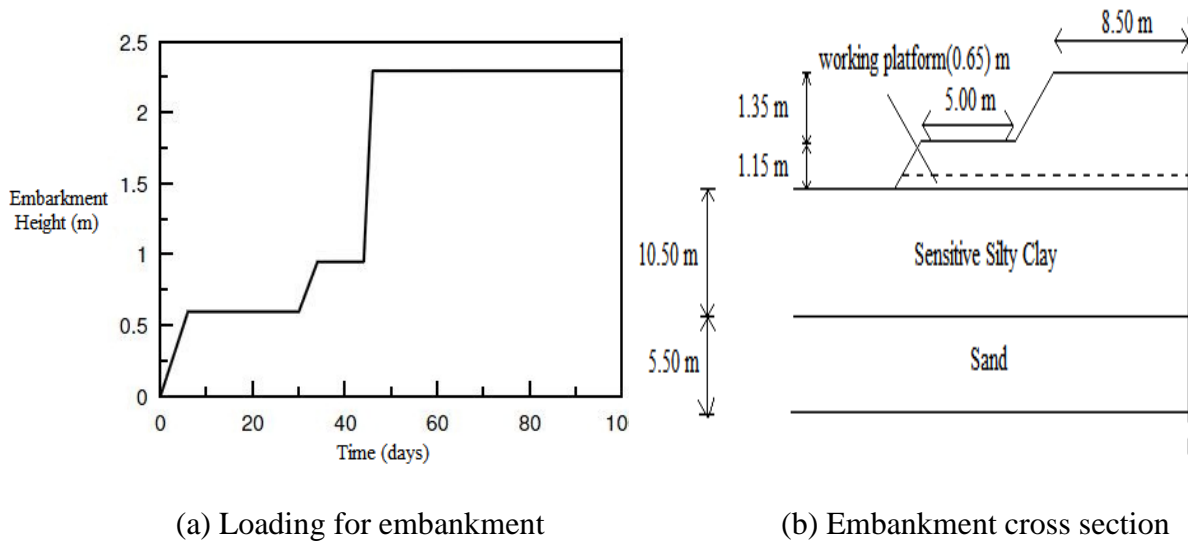 2.5
2
1.5
1
0.5
0
0
20
40
60
80
10
Embarkment
Height (m)
Time (days)
(a) Loading for embankment
8.50 m
working platform(0.65) m
5.00 m
1.35 m
1.15 m
10.50 m
Sensitive Silty Clay
5.50 m
Sand
(b) Embankment cross section